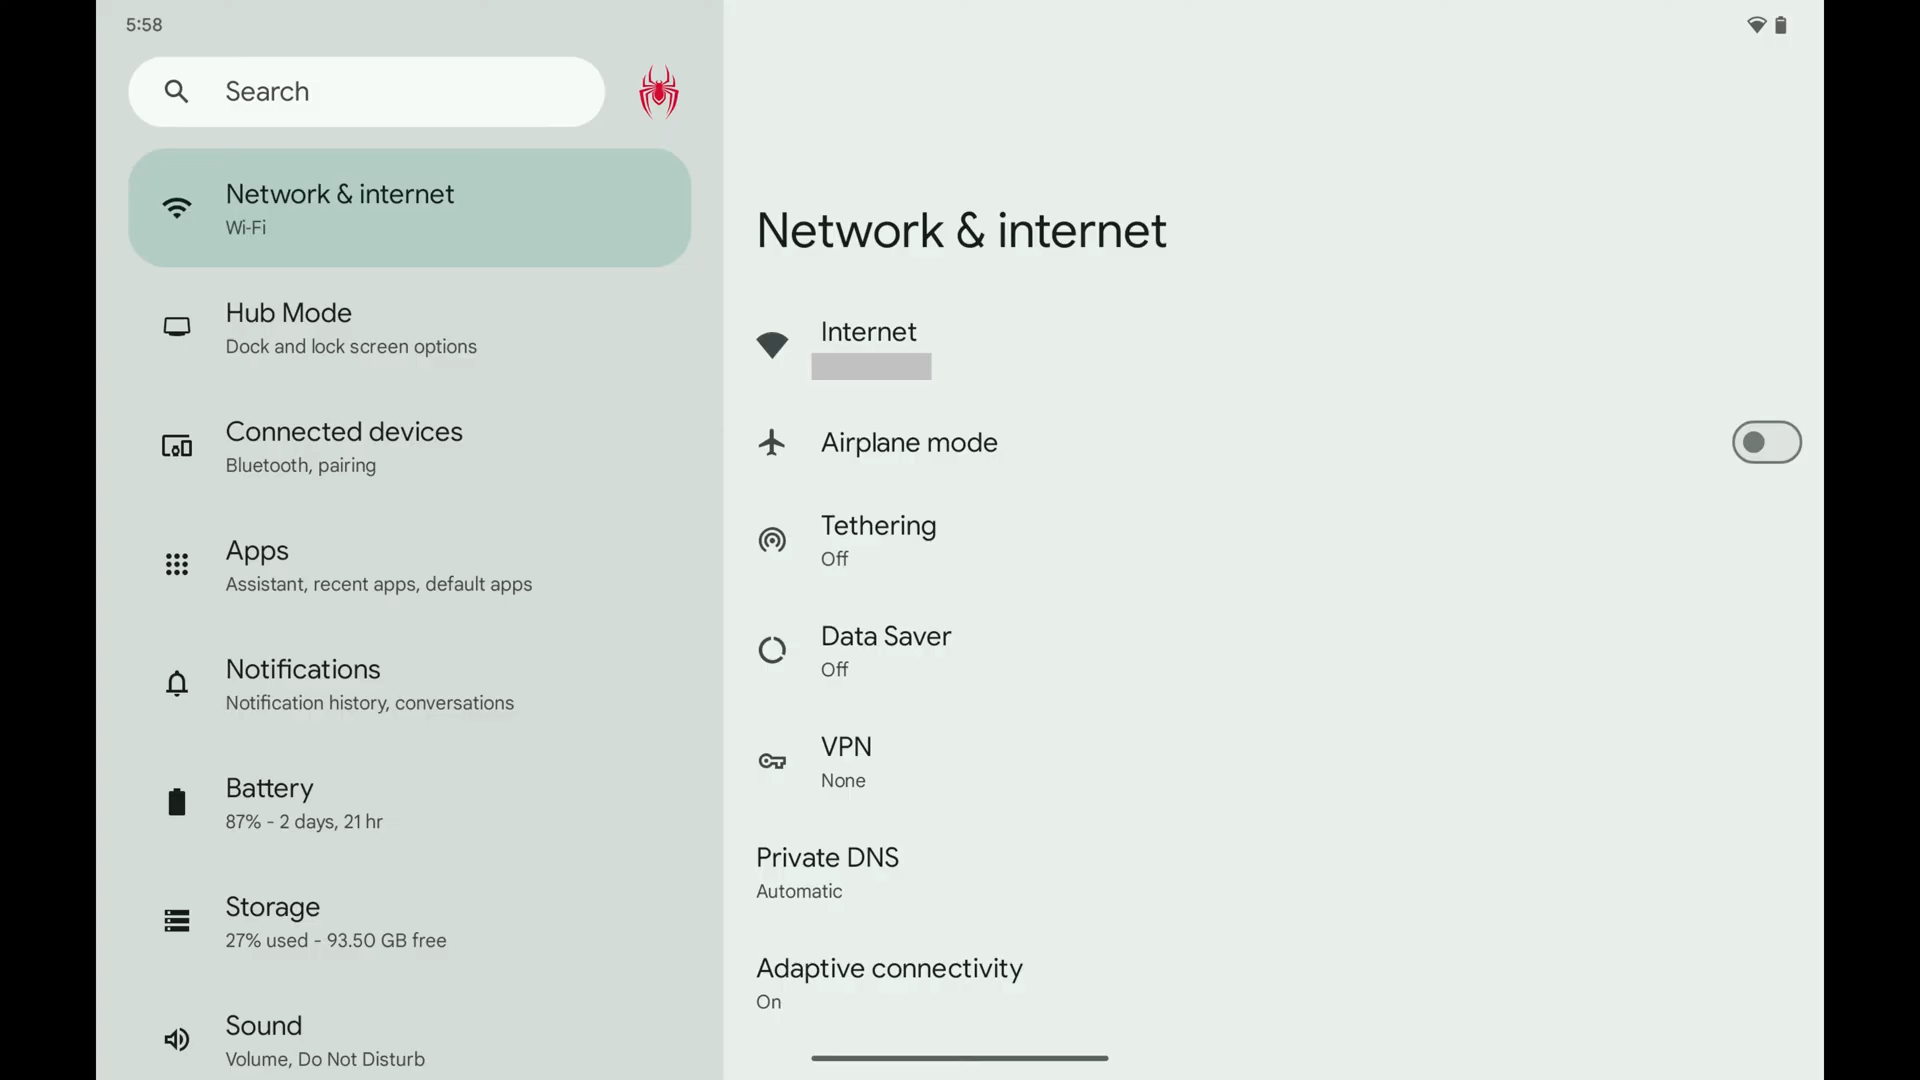 5:58
Search
Network & internet
Wi-Fi
Hub Mode
Dock and lock screen options
Connected devices
Bluetooth, pairing
Apps
Assistant, recent apps, default apps
Notifications
Notification history, conversations
Battery
87% - 2 days, 21 hr
Storage
27% used - 93.50 GB free
Sound
Volume, Do Not Disturb
Network & internet
Internet
Airplane mode
Tethering
Off
Data Saver
Off
VPN
None
Private DNS
Automatic
Adaptive connectivity
On